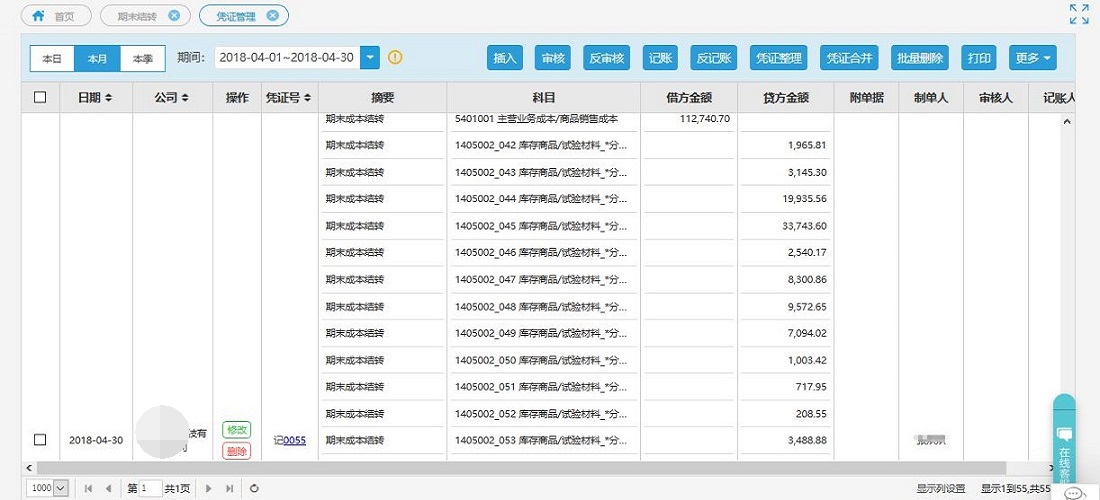 首页 期末结转 凭证管理
本日 本月 本季 期间: 2018-04-01~2018-04-30 插入 审核 反审核 记账 反记账 凭证整理 凭证合并 批量删除 打印 更多
日期 公司 操作 凭证号 摘要 科目 借方金额 贷方金额 附单据 制单人 审核人 记账人
期末成本结转 5401001 主营业务成本/商品销售成本 112,740.70
期末成本结转 1405002_042 库存商品/试验材料_*分... 1,965.81
期末成本结转 1405002_043 库存商品/试验材料_*分... 3,145.30
期末成本结转 1405002_044 库存商品/试验材料_*分... 19,935.56
期末成本结转 1405002_045 库存商品/试验材料_*分... 33,743.60
期末成本结转 1405002_046 库存商品/试验材料_*分... 2,540.17
期末成本结转 1405002_047 库存商品/试验材料_*分... 8,300.86
期末成本结转 1405002_048 库存商品/试验材料_*分... 9,572.65
期末成本结转 1405002_049 库存商品/试验材料_*分... 7,094.02
期末成本结转 1405002_050 库存商品/试验材料_*分... 1,003.42
期末成本结转 1405002_051 库存商品/试验材料_*分... 717.95
期末成本结转 1405002_052 库存商品/试验材料_*分... 208.55
2018-04-30 技有 修改 删除 记0055 期末成本结转 1405002_053 库存商品/试验材料_*分... 3,488.88
在线客服
1000 第 1 共1页 显示列设置 显示1到55,共55